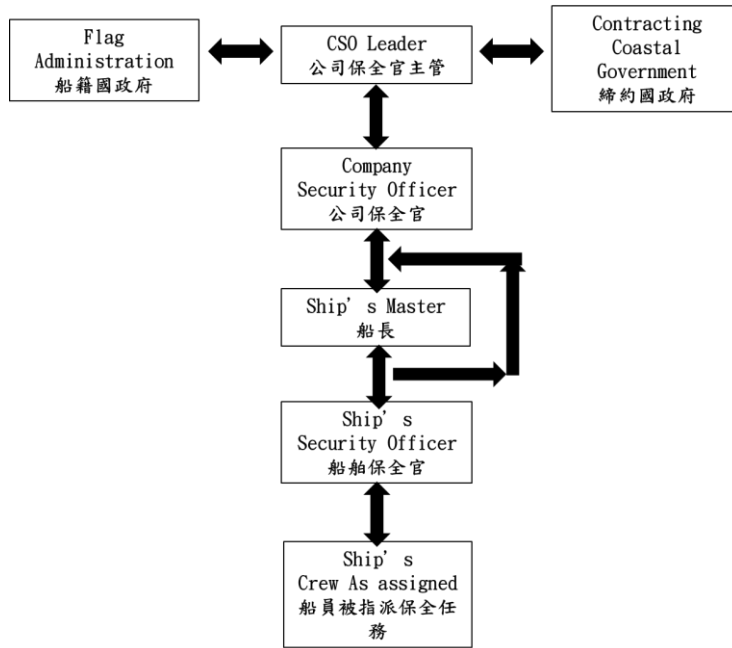 Flag
Administration
船籍國政府
CSO Leader
公司保全官主管
Contracting
Coastal
Government
締約國政府
Company
Security Officer
公司保全官
Ship’s Master
船長
Ship’s
Security Officer
船舶保全官
Ship’s
Crew As assigned
船員被指派保全任
務